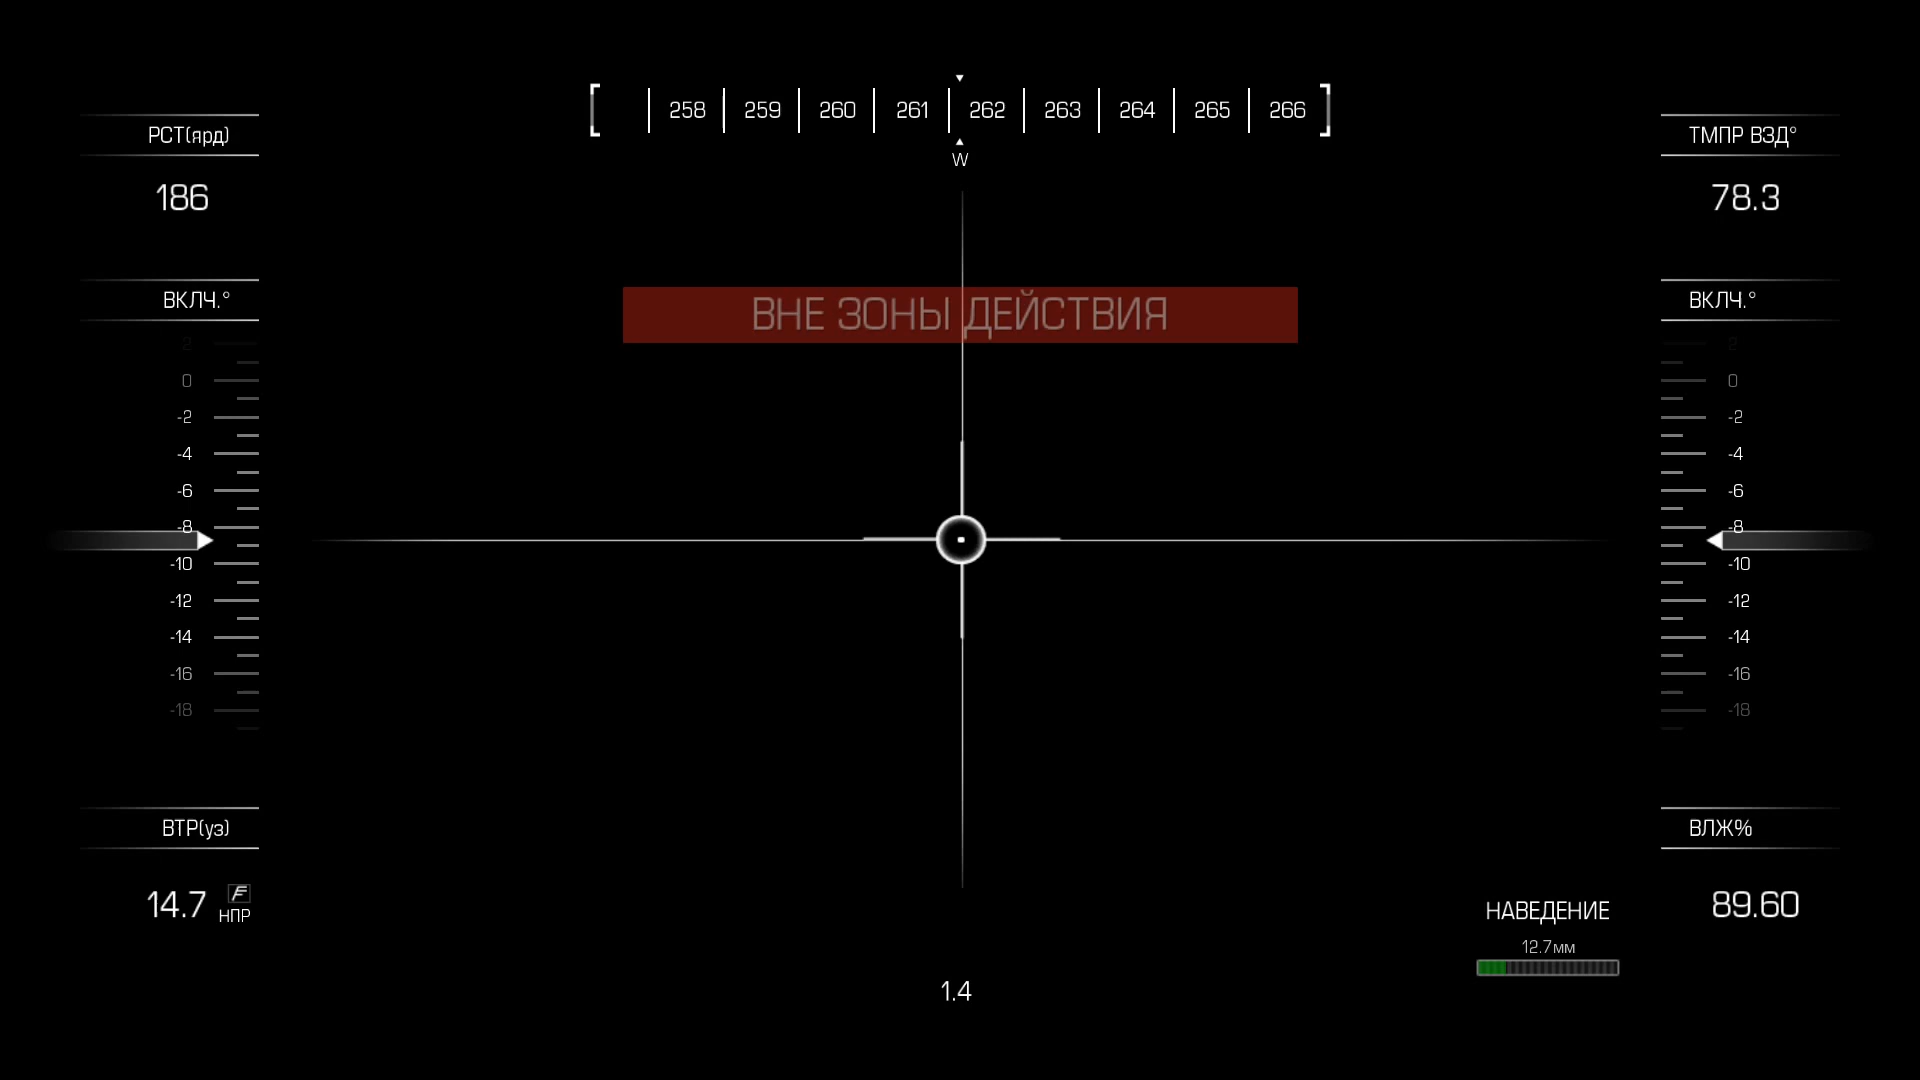 258 259 260 261 262 263 264 265 266
W
РСТ(ярд)
186
ТМПР ВЗД°
78.3
ВНЕ ЗОНЫ ДЕЙСТВИЯ
ВКЛЧ.°
2
0
-2
-4
-6
-8
-10
-12
-14
-16
-18
ВКЛЧ.°
2
0
-2
-4
-6
-8
-10
-12
-14
-16
-18
ВТР(уз)
14.7
F
НПР
ВЛЖ%
89.60
НАВЕДЕНИЕ
12.7мм
1.4